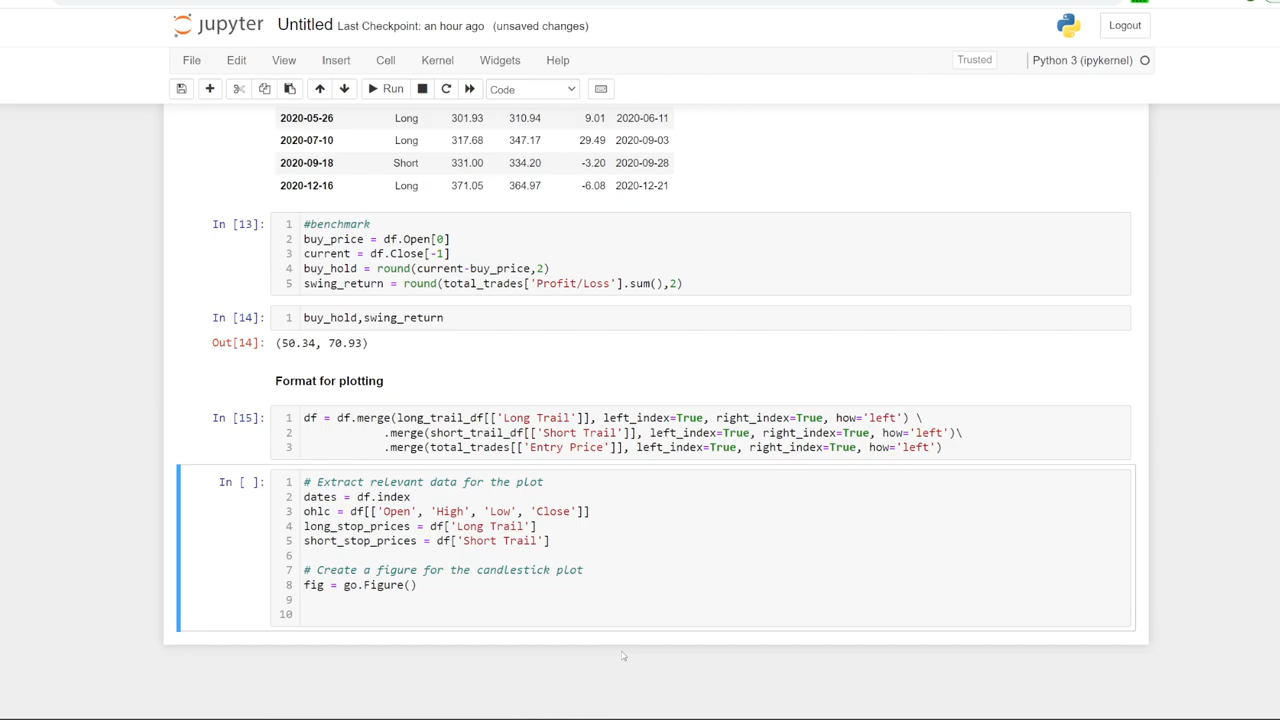 jupyter Untitled Last Checkpoint: an hour ago (unsaved changes) Logout
File Edit View Insert Cell Kernel Widgets Help Trusted Python 3 (ipykernel)
Run Code
2020-05-26 Long 301.93 310.94 9.01 2020-06-11
2020-07-10 Long 317.68 347.17 29.49 2020-09-03
2020-09-18 Short 331.00 334.20 -3.20 2020-09-28
2020-12-16 Long 371.05 364.97 -6.08 2020-12-21
In [13]: 1 #benchmark
2 buy_price = df.Open[0]
3 current = df.Close[-1]
4 buy_hold = round(current-buy_price,2)
5 swing_return = round(total_trades['Profit/Loss'].sum(),2)
In [14]: 1 buy_hold,swing_return
Out[14]: (50.34, 70.93)
Format for plotting
In [15]: 1 df = df.merge(long_trail_df[['Long Trail']], left_index=True, right_index=True, how='left') \
2 .merge(short_trail_df[['Short Trail']], left_index=True, right_index=True, how='left')\
3 .merge(total_trades[['Entry Price']], left_index=True, right_index=True, how='left')
In [ ]: 1 # Extract relevant data for the plot
2 dates = df.index
3 ohlc = df[['Open', 'High', 'Low', 'Close']]
4 long_stop_prices = df['Long Trail']
5 short_stop_prices = df['Short Trail']
6
7 # Create a figure for the candlestick plot
8 fig = go.Figure()
9
10